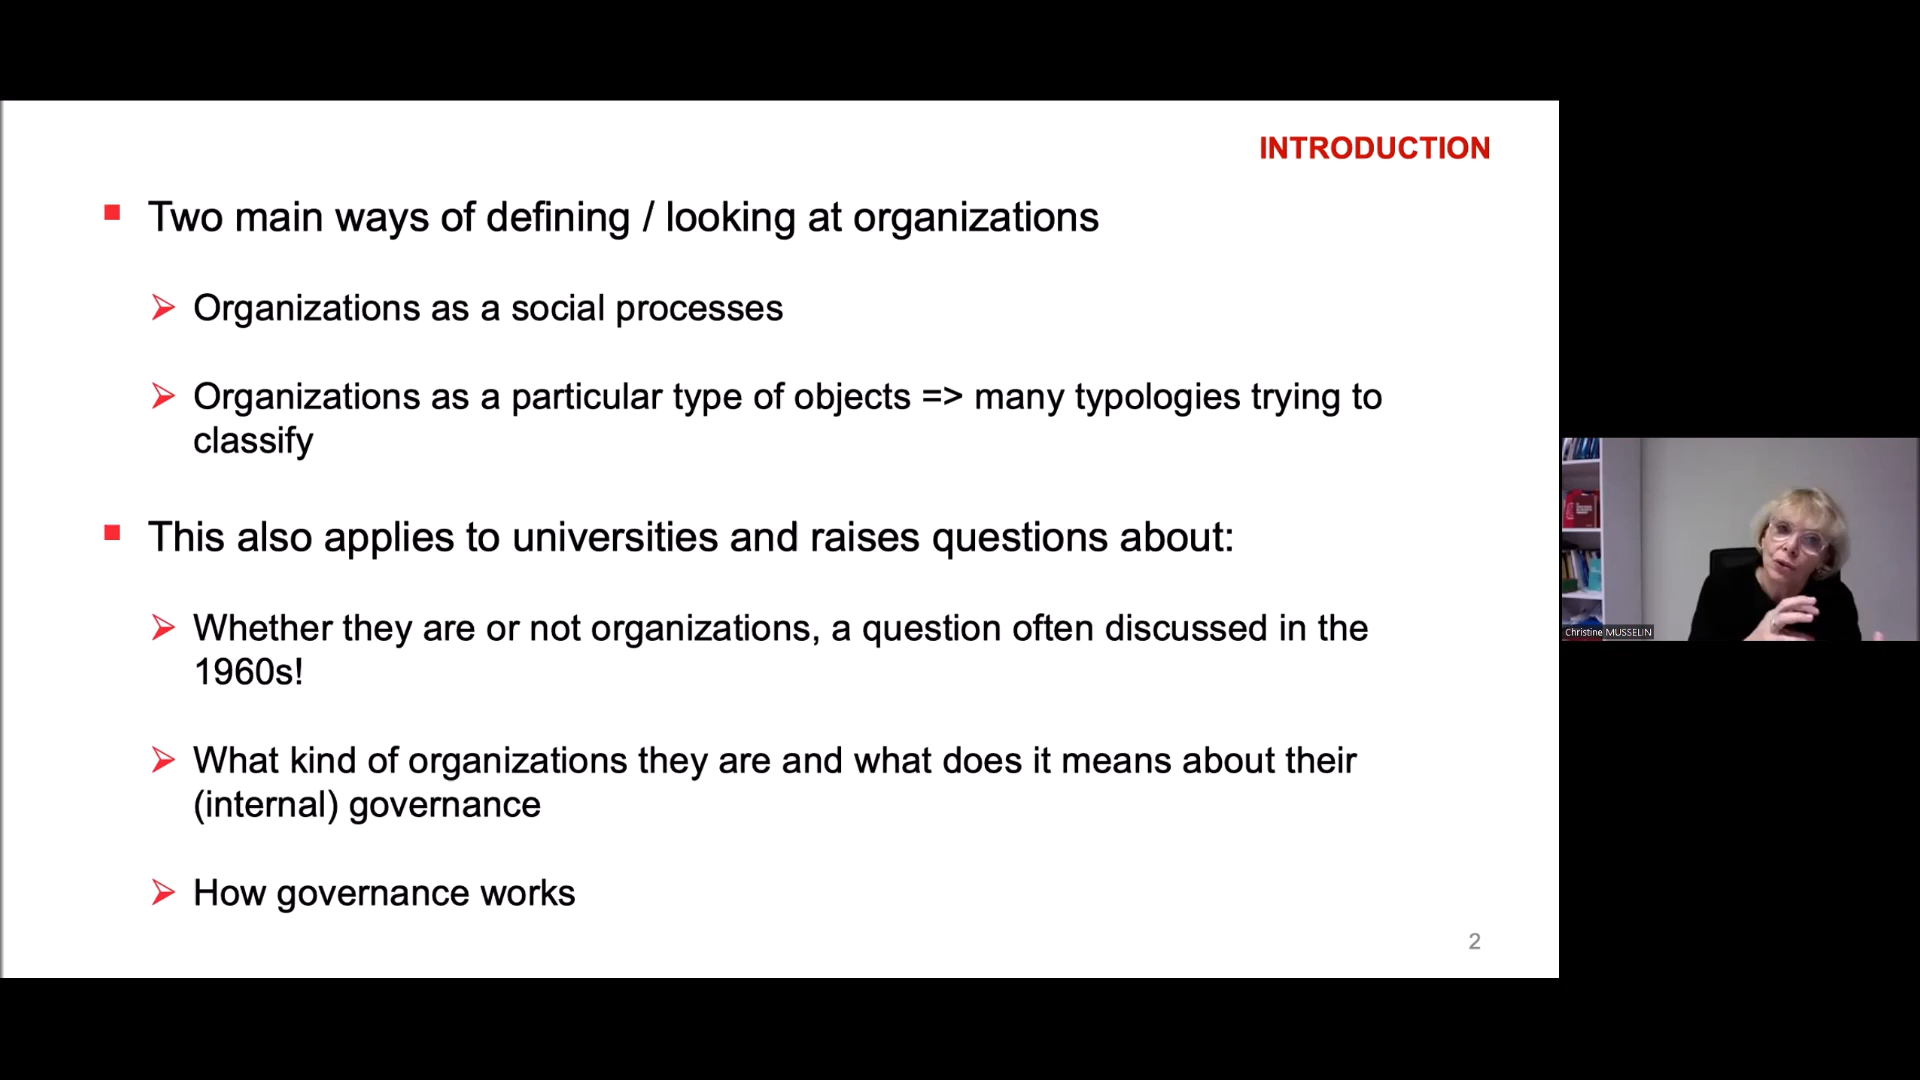 INTRODUCTION
Two main ways of defining / looking at organizations
Organizations as a social processes
Organizations as a particular type of objects => many typologies trying to
classify
This also applies to universities and raises questions about:
Whether they are or not organizations, a question often discussed in the
1960s!
What kind of organizations they are and what does it means about their
(internal) governance
How governance works
2
Christine MUSSELIN